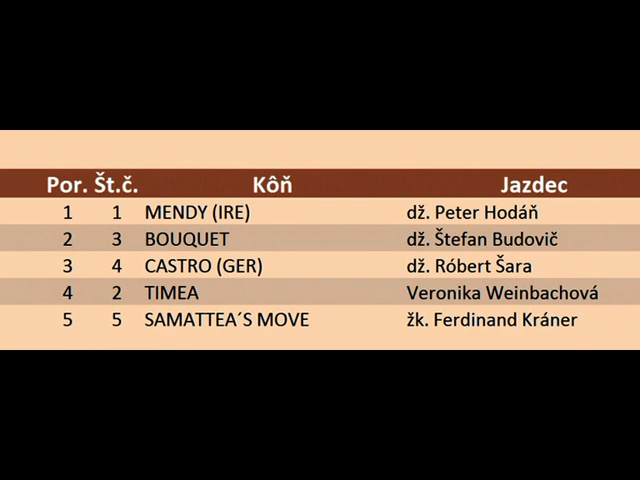 Por. Št.č. Kôň Jazdec
1 1 MENDY (IRE) dž. Peter Hodáň
2 3 BOUQUET dž. Štefan Budovič
3 4 CASTRO (GER) dž. Róbert Šara
4 2 TIMEA Veronika Weinbachová
5 5 SAMATTEA´S MOVE žk. Ferdinand Kráner